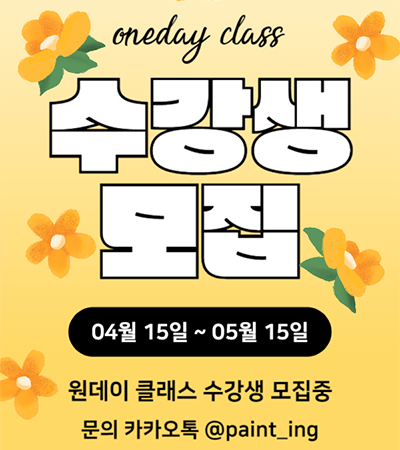 oneday class
수강생
모집
04월 15일 ~ 05월 15일
원데이 클래스 수강생 모집중
문의 카카오톡 @paint_ing